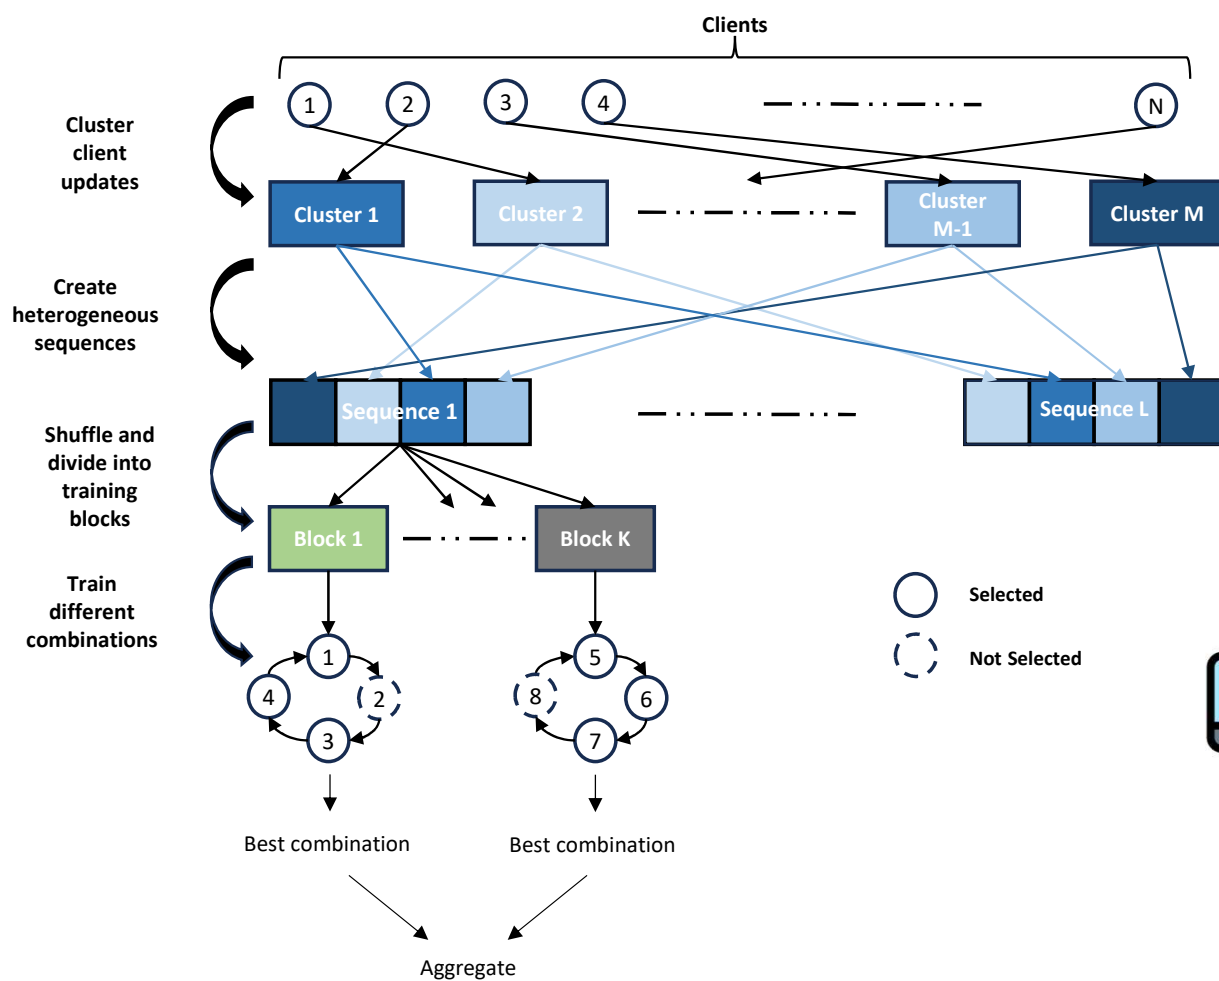 Clients
1 2 3 4 N
Cluster
client
updates
Cluster 1
Cluster 2
Cluster
M-1
Cluster M
Create
heterogeneous
sequences
Sequence 1
Sequence L
Shuffle and
divide into
training
blocks
Block 1
Block K
Train
different
combinations
Selected
Not Selected
1
4 2
3
5
8 6
7
Best combination
Best combination
Aggregate